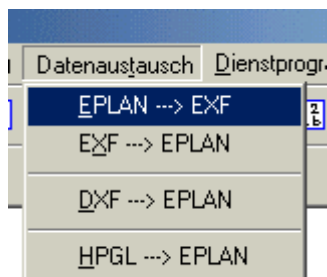 Datenaustausch Dienstprogr
EPLAN ---> EXF
EXF ---> EPLAN
DXF ---> EPLAN
HPGL ---> EPLAN